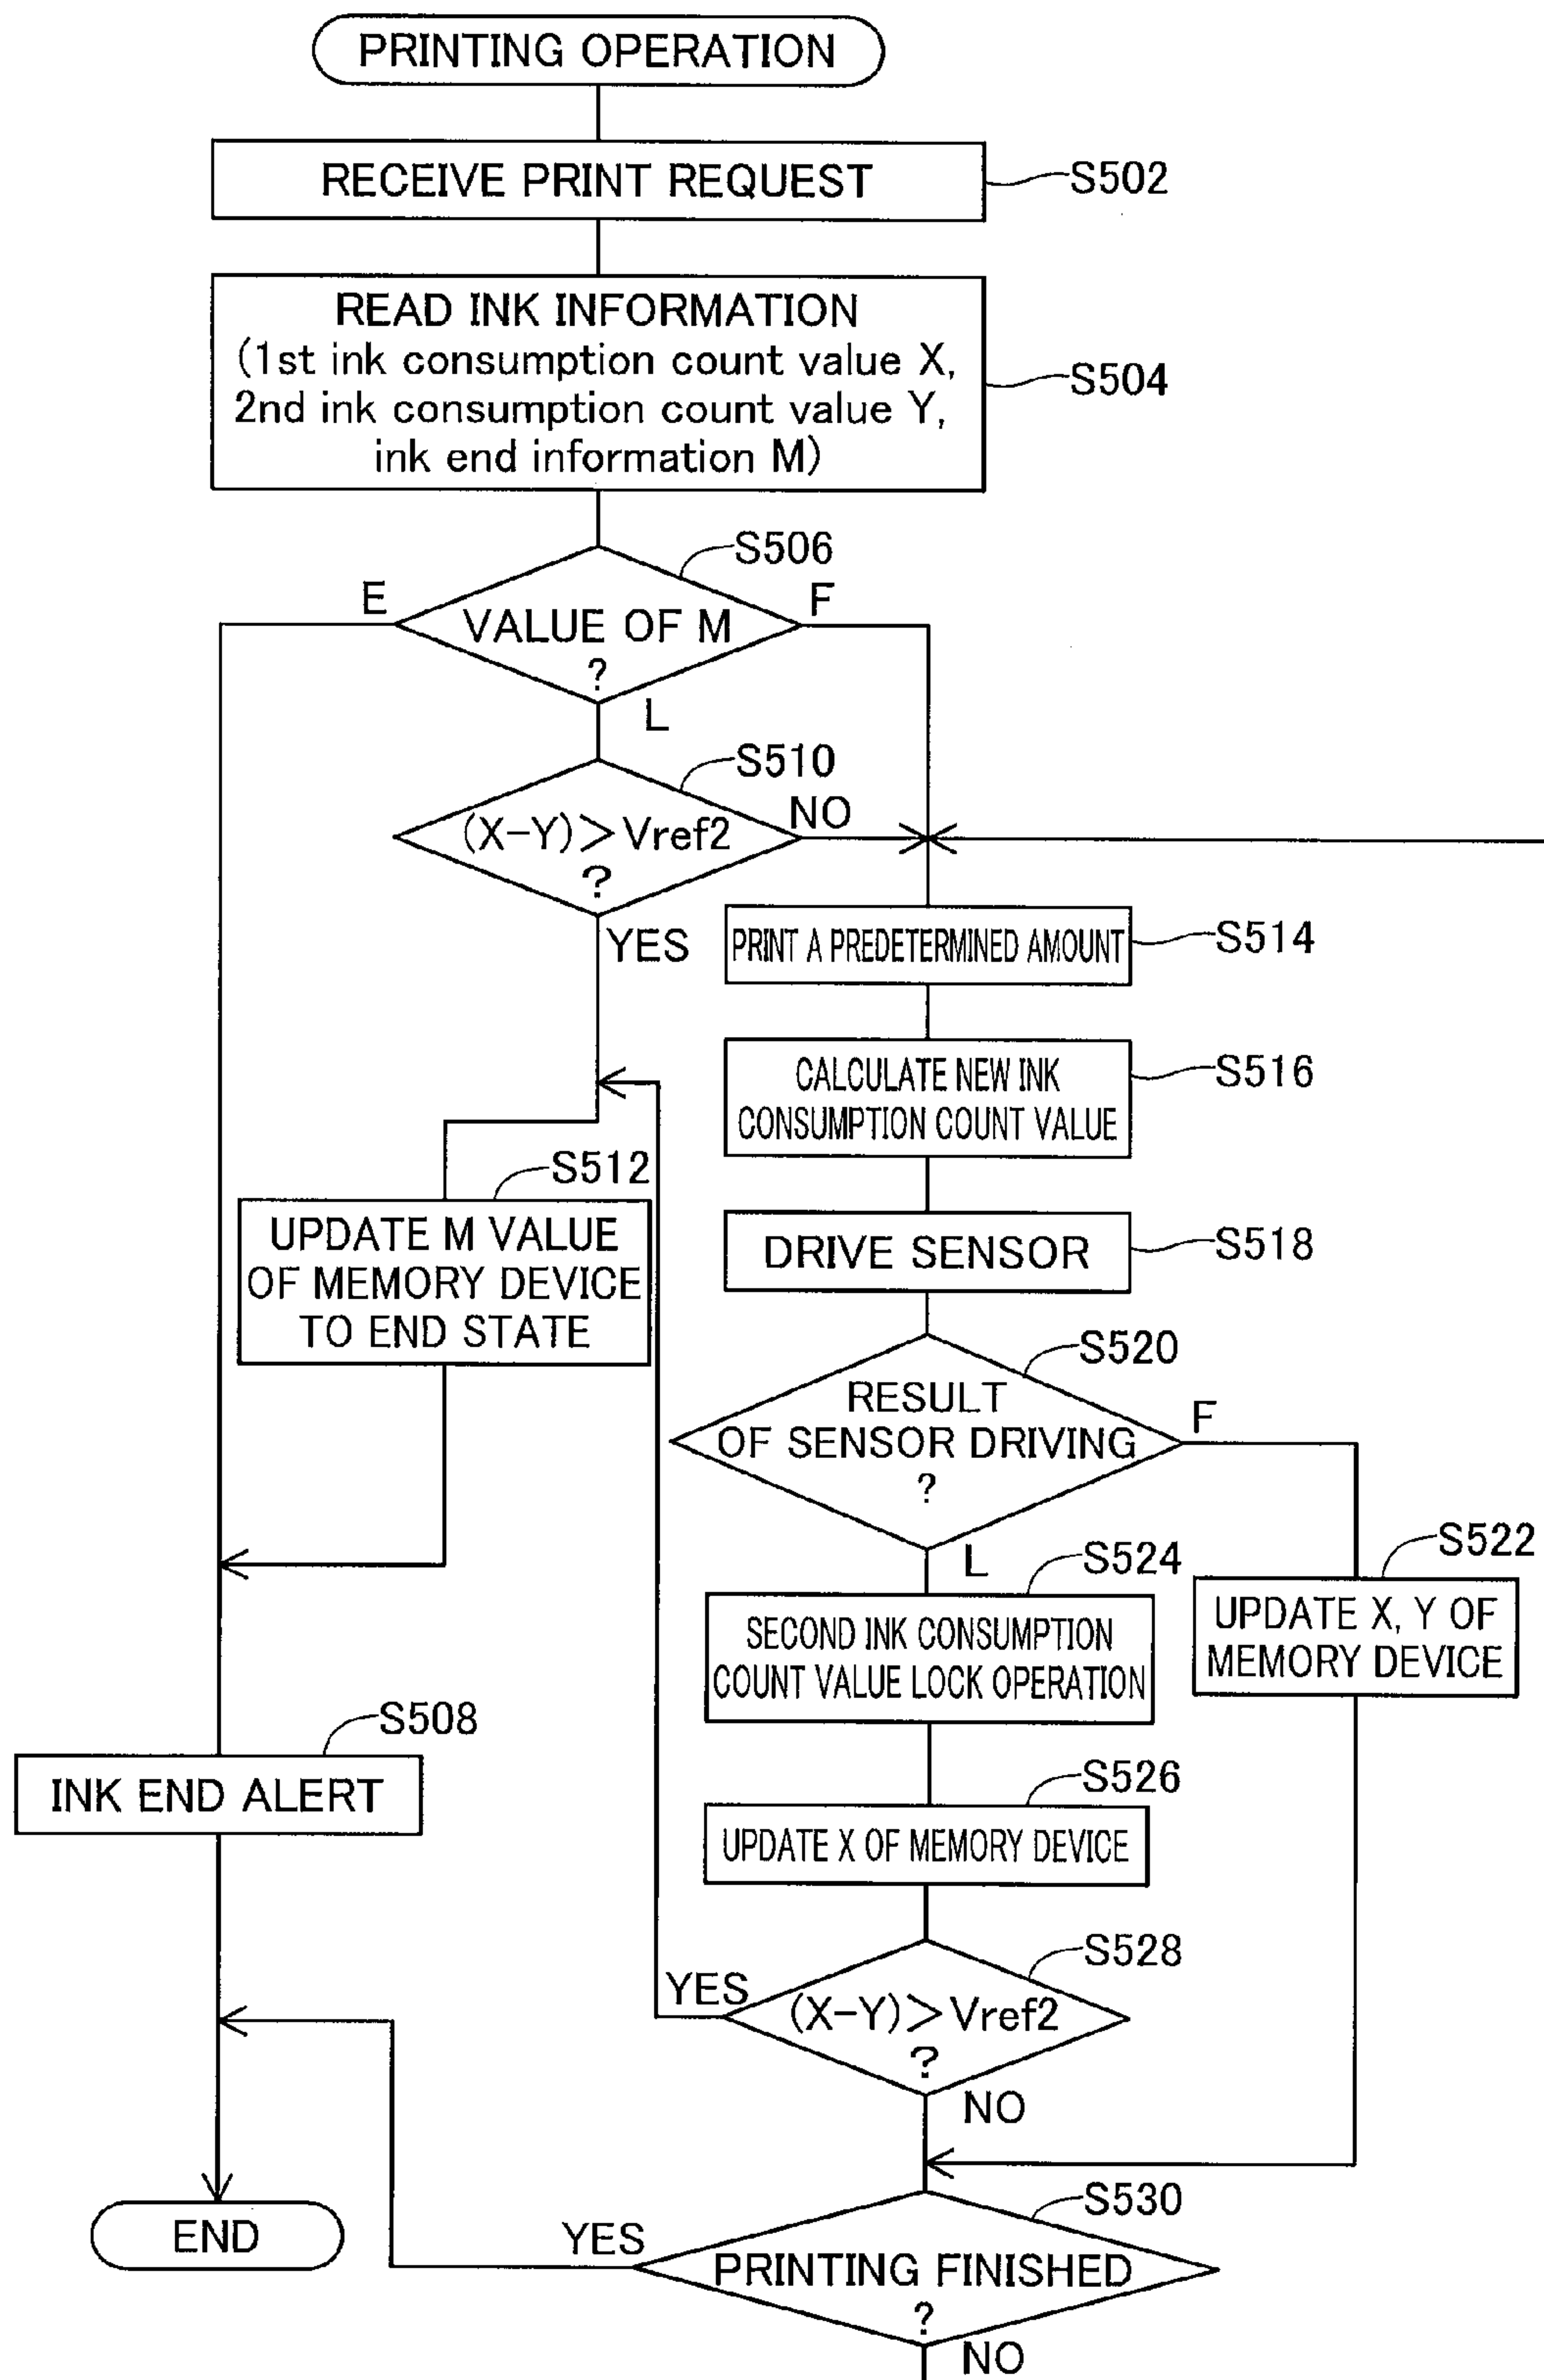 PRINTING OPERATION
RECEIVE PRINT REQUEST
S502
READ INK INFORMATION
(1st ink consumption count value X,
2nd ink consumption count value Y,
ink end information M)
S504
S506
E
VALUE OF M
?
F
L
S510
(X-Y)>Vref2
?
NO
YES
PRINT A PREDETERMINED AMOUNT
S514
CALCULATE NEW INK
CONSUMPTION COUNT VALUE
S516
S512
UPDATE M VALUE
OF MEMORY DEVICE
TO END STATE
DRIVE SENSOR
S518
S520
RESULT
OF SENSOR DRIVING
?
F
L
S522
UPDATE X, Y OF
MEMORY DEVICE
S524
SECOND INK CONSUMPTION
COUNT VALUE LOCK OPERATION
S508
INK END ALERT
S526
UPDATE X OF MEMORY DEVICE
S528
YES
(X-Y)>Vref2
?
NO
S530
END
YES
PRINTING FINISHED
?
NO